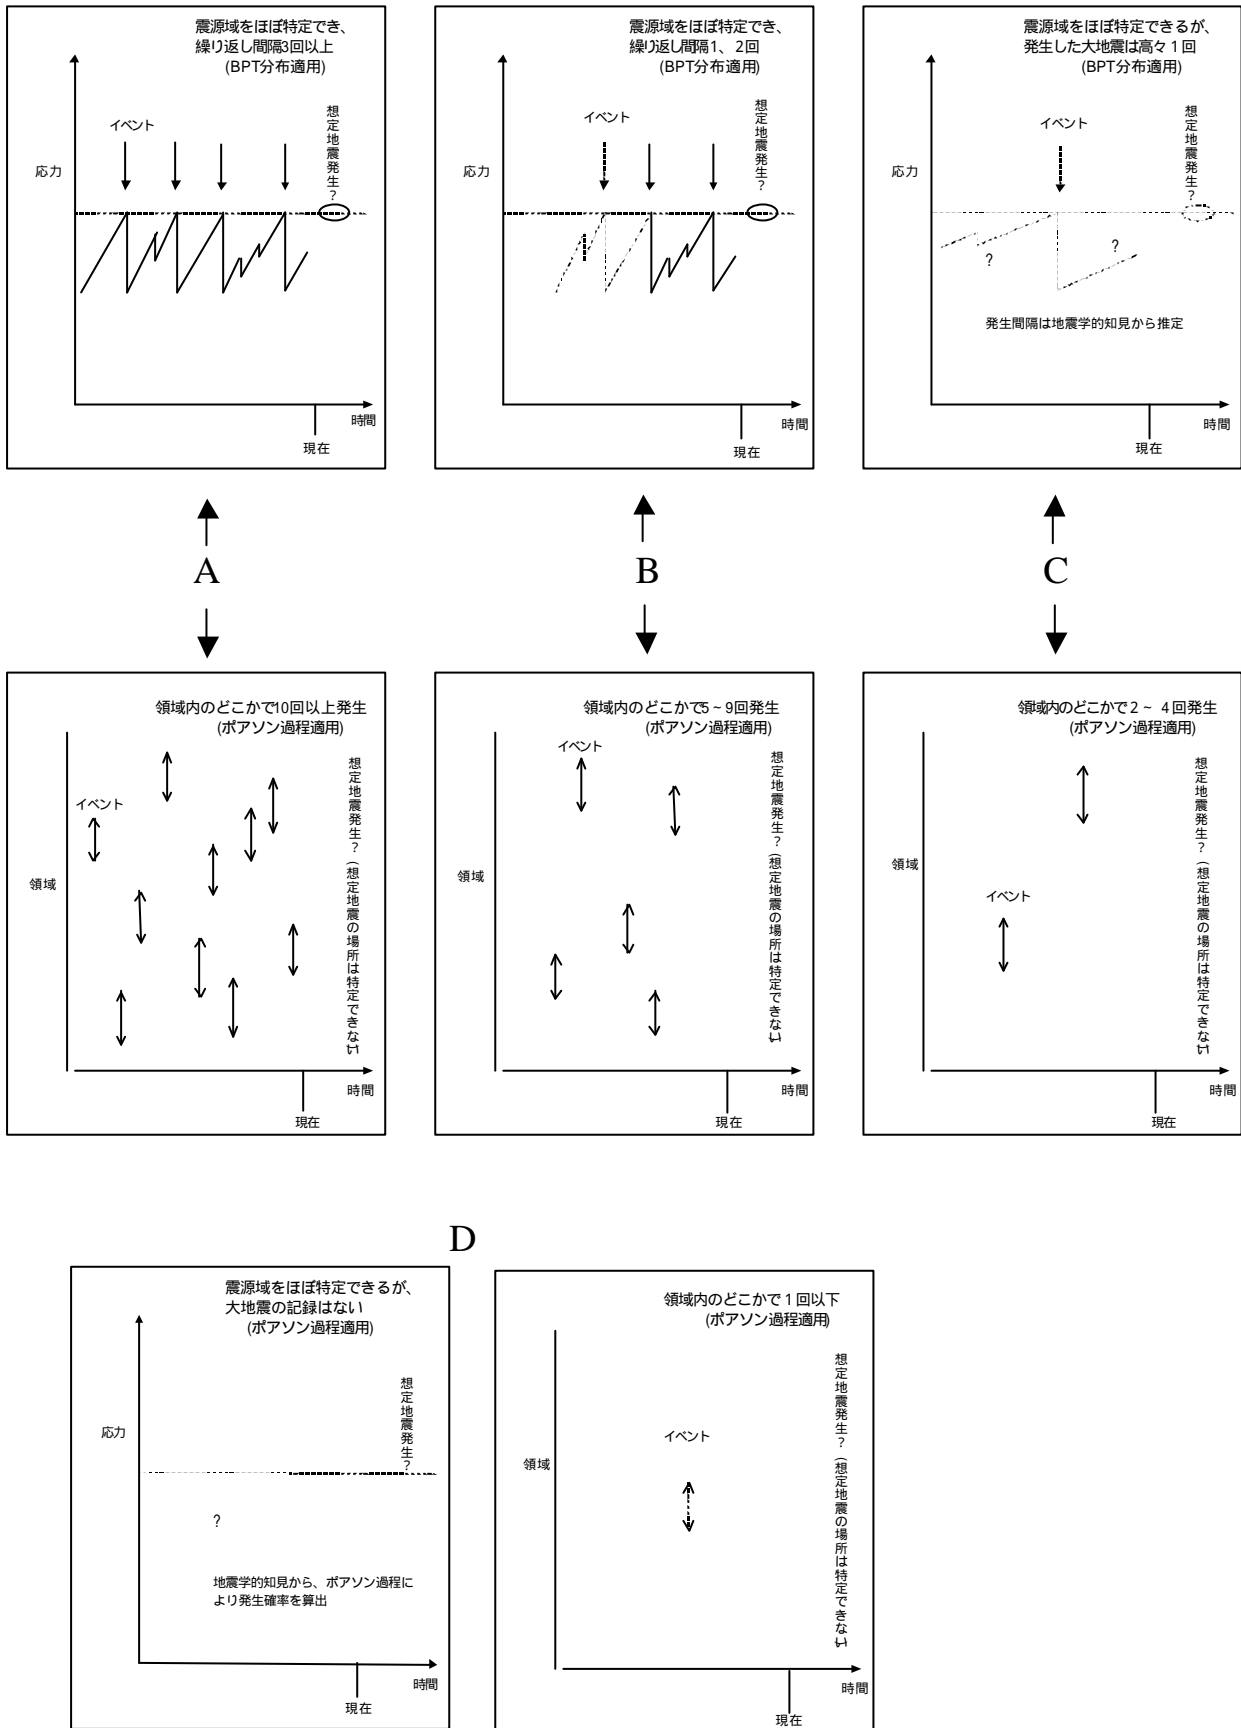 震源域をほぼ特定でき、
繰り返し間隔3回以上
(BPT分布適用)
イベント
想定地震発生?
応力
時間
現在
震源域をほぼ特定でき、
繰り返し間隔1、2回
(BPT分布適用)
イベント
想定地震発生?
応力
時間
現在
震源域をほぼ特定できるが、
発生した大地震は高々1回
(BPT分布適用)
イベント
想定地震発生?
応力
?
?
発生間隔は地震学的知見から推定
時間
現在
A
B
C
領域内のどこかで10回以上発生
(ポアソン過程適用)
イベント
想定地震発生?(想定地震の場所は特定できない)
領域
時間
現在
領域内のどこかで5~9回発生
(ポアソン過程適用)
イベント
想定地震発生?(想定地震の場所は特定できない)
領域
時間
現在
領域内のどこかで2~4回発生
(ポアソン過程適用)
想定地震発生?(想定地震の場所は特定できない)
領域
イベント
時間
現在
D
震源域をほぼ特定できるが、
大地震の記録はない
(ポアソン過程適用)
想定地震発生?
応力
?
地震学的知見から、ポアソン過程に
より発生確率を算出
時間
現在
領域内のどこかで1回以下
(ポアソン過程適用)
想定地震発生?(想定地震の場所は特定できない)
イベント
領域
時間
現在